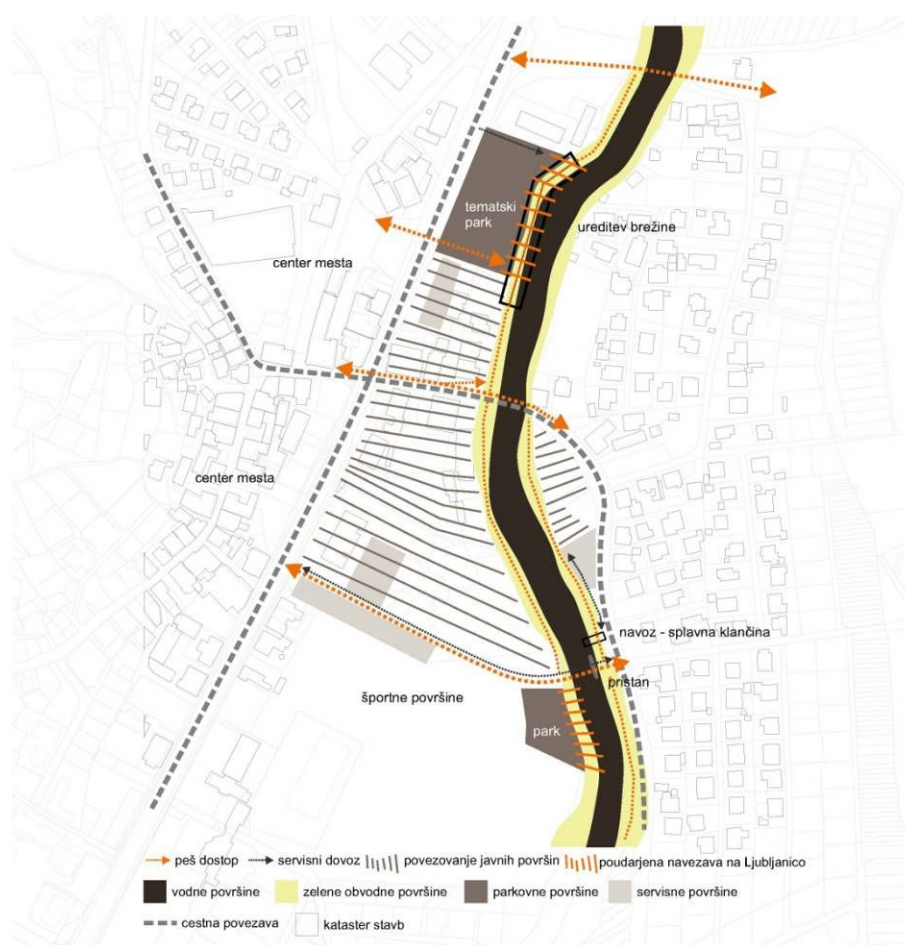 tematski
park
ureditev brežine
center mesta
center mesta
navoz - splavna klančina
pristan
športne površine
park
peš dostop servisni dovoz povezovanje javnih površin poudarjena navezava na Ljubljanico
vodne površine zelene obvodne površine parkovne površine servisne površine
cestna povezava kataster stavb